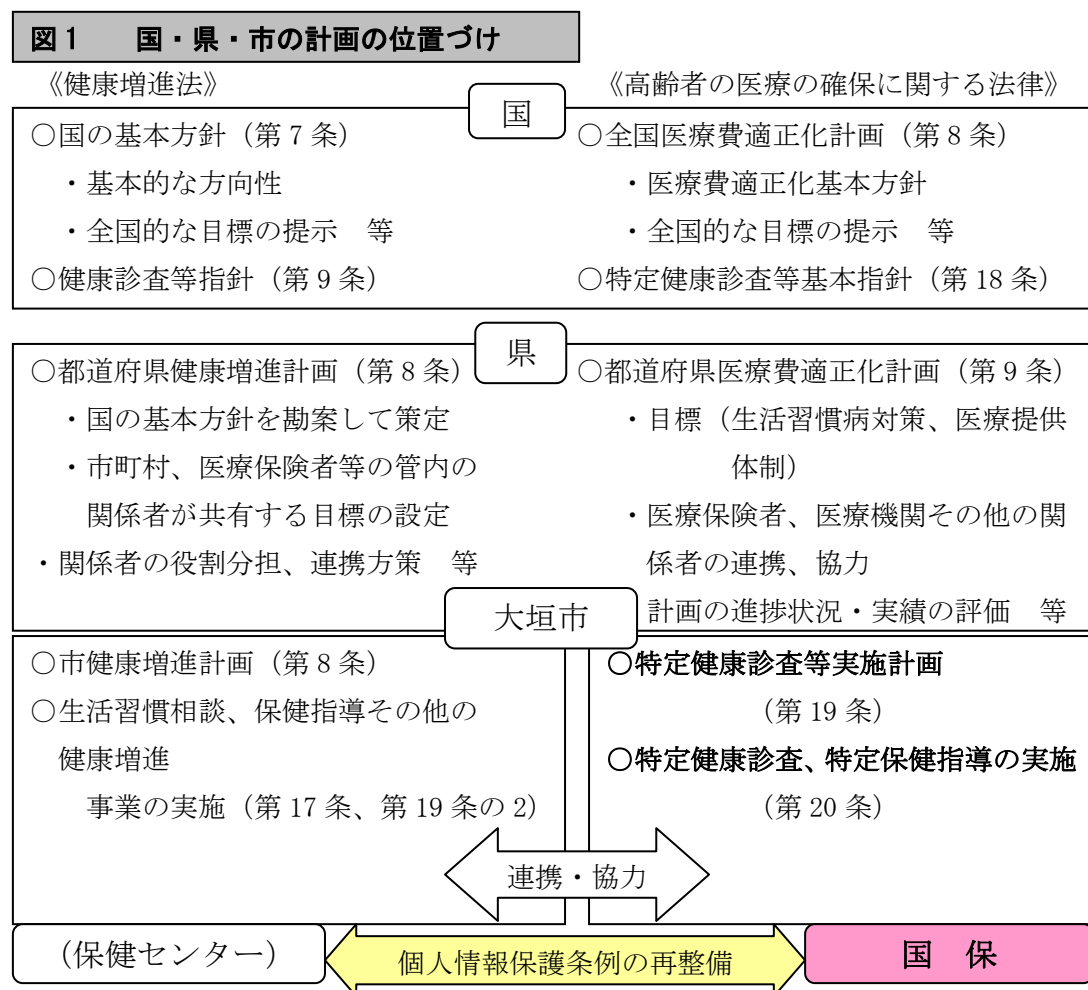 図1 国・県・市の計画の位置づけ
《健康増進法》
《高齢者の医療の確保に関する法律》
国
○国の基本方針（第7条）
・基本的な方向性
・全国的な目標の提示　等
○健康診査等指針（第9条）
○全国医療費適正化計画（第8条）
・医療費適正化基本方針
・全国的な目標の提示　等
○特定健康診査等基本指針（第18条）
県
○都道府県健康増進計画（第8条）
・国の基本方針を勘案して策定
・市町村、医療保険者等の管内の
関係者が共有する目標の設定
・関係者の役割分担、連携方策　等
○都道府県医療費適正化計画（第9条）
・目標（生活習慣病対策、医療提供
体制）
・医療保険者、医療機関その他の関
係者の連携、協力
計画の進捗状況・実績の評価　等
大垣市
○市健康増進計画（第8条）
○生活習慣相談、保健指導その他の
健康増進
事業の実施（第17条、第19条の2）
○特定健康診査等実施計画
（第19条）
○特定健康診査、特定保健指導の実施
（第20条）
連携・協力
（保健センター）
個人情報保護条例の再整備
国　保